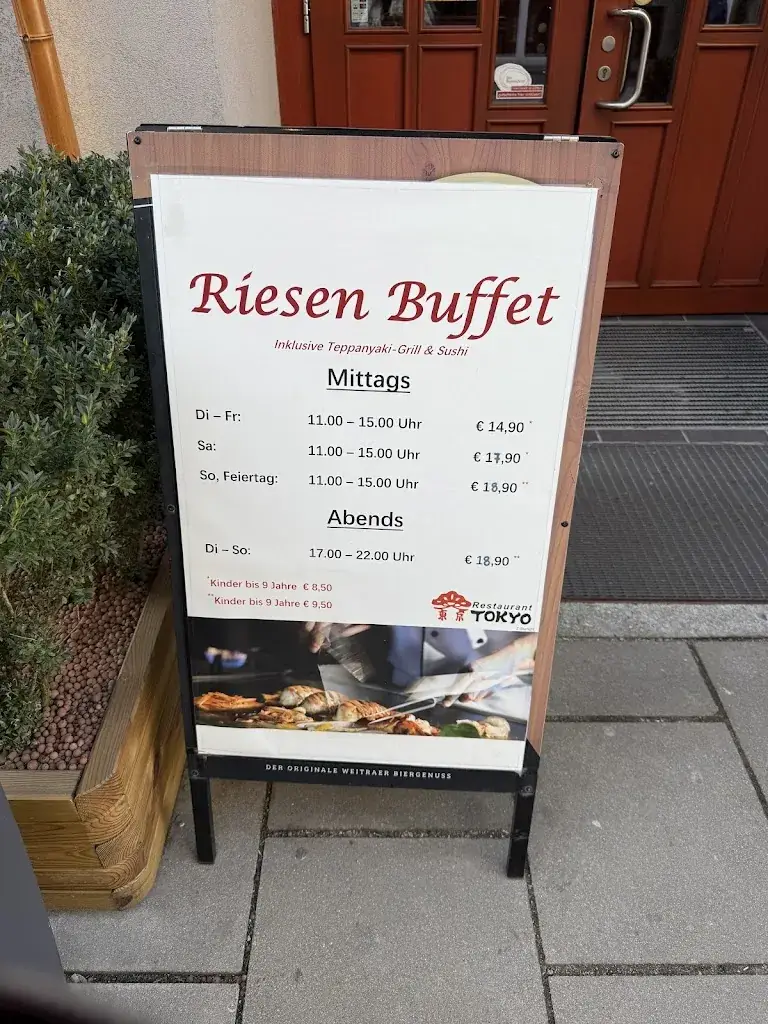 Riesen Buffet
Inklusive Teppanyaki-Grill & Sushi
Mittags
Di – Fr: 11.00 – 15.00 Uhr € 14,90 *
Sa: 11.00 – 15.00 Uhr € 17,90 *
So, Feiertag: 11.00 – 15.00 Uhr € 18,90 **
Abends
Di – So: 17.00 – 22.00 Uhr € 18,90 **
*Kinder bis 9 Jahre € 8,50
**Kinder bis 9 Jahre € 9,50
Restaurant
東京 TOKYO
DER ORIGINALE WEITRAER BIERGENUSS